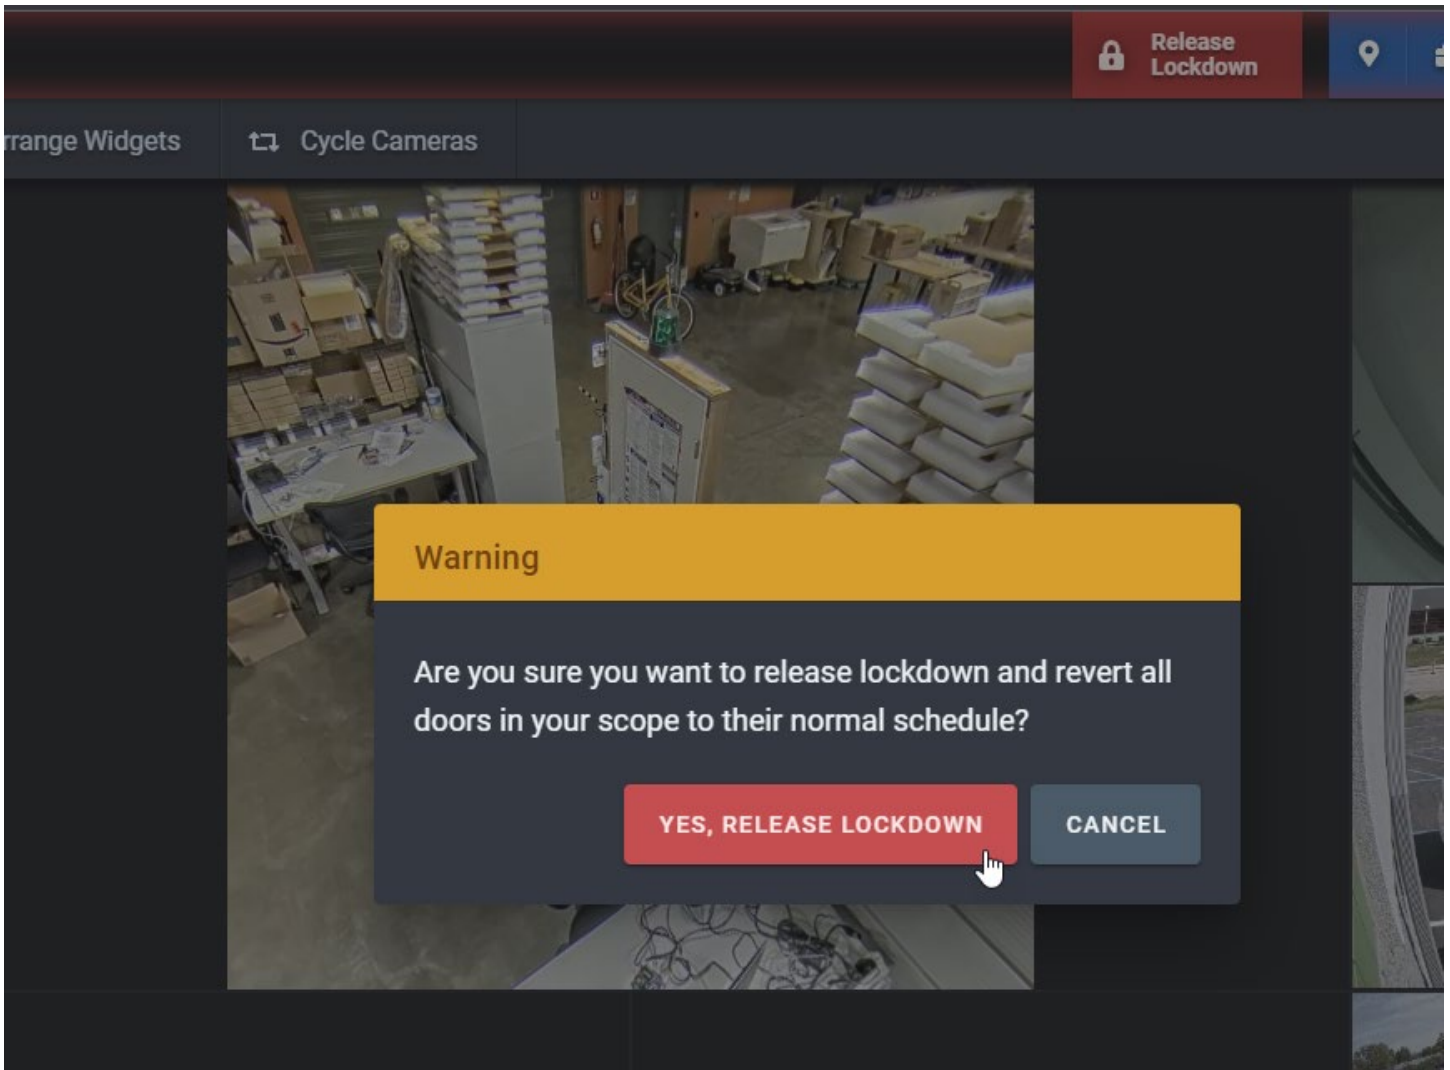 Release
Lockdown
rrange Widgets
Cycle Cameras
Warning
Are you sure you want to release lockdown and revert all
doors in your scope to their normal schedule?
YES, RELEASE LOCKDOWN
CANCEL